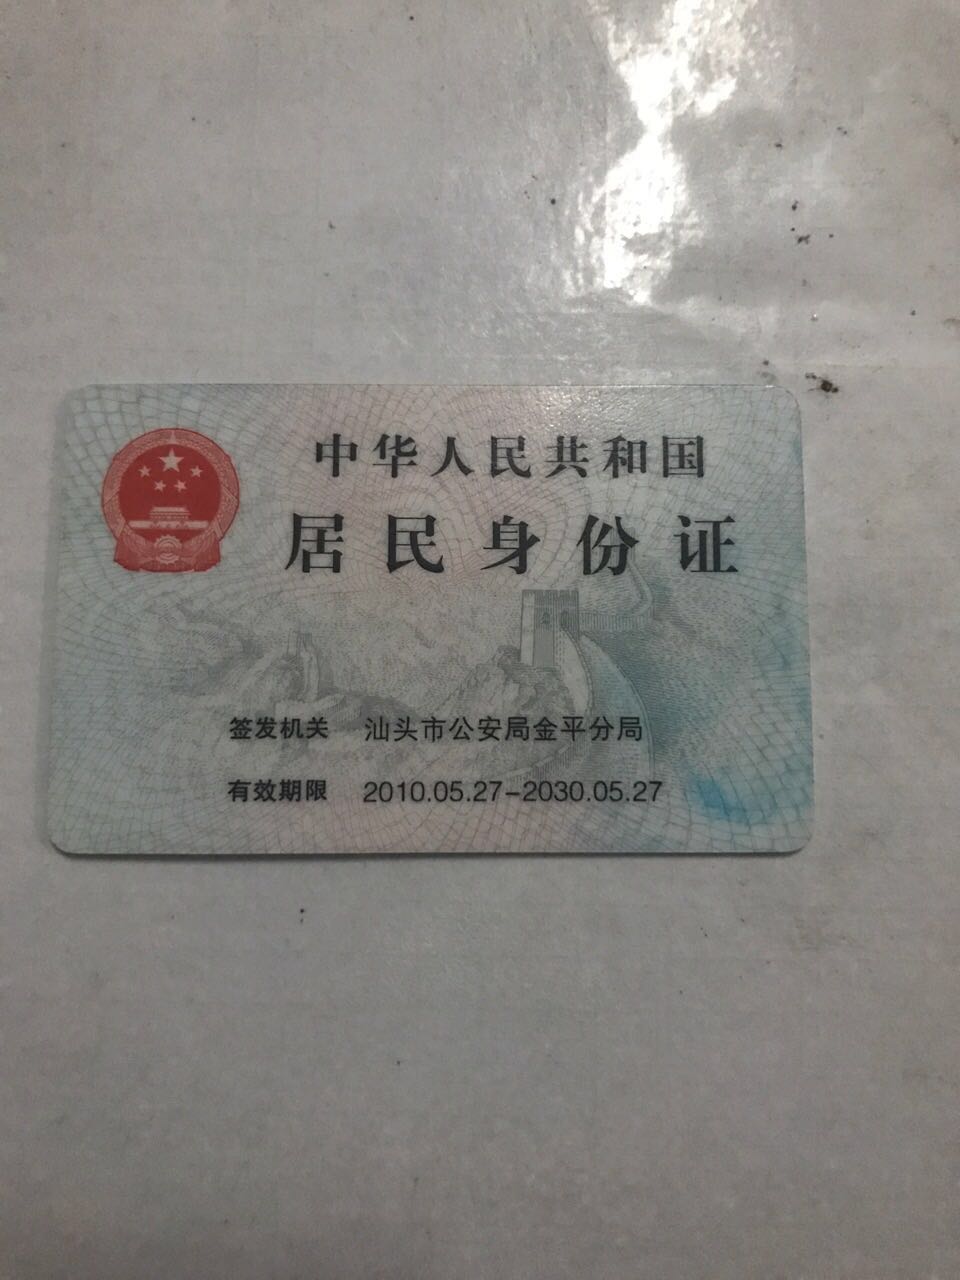 中华人民共和国
居民身份证
签发机关 汕头市公安局金平分局
有效期限 2010.05.27-2030.05.27